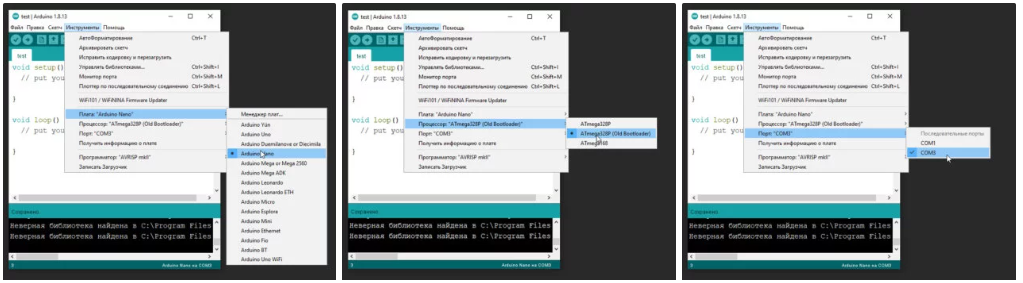 test | Arduino 1.8.13
Файл Правка Скетч Инструменты Помощь
АвтоФорматирование Ctrl+T
Архивировать скетч
test
Исправить кодировку и перезагрузить
void setup() Управлять библиотеками... Ctrl+Shift+I
// put you Монитор порта Ctrl+Shift+M
Плоттер по последовательному соединению Ctrl+Shift+L
}
WiFi101 / WiFiNINA Firmware Updater
void loop() Плата: "Arduino Nano"
// put you Процессор: "ATmega328P (Old Bootloader)"
Порт: "COM3"
}
Получить информацию о плате
Программатор: "AVRISP mkII"
Записать Загрузчик
Менеджер плат...
Arduino Yún
Arduino Uno
Arduino Duemilanove or Diecimila
Arduino Nano
Arduino Mega or Mega 2560
Arduino Mega ADK
Arduino Leonardo
Arduino Leonardo ETH
Arduino Micro
Arduino Esplora
Arduino Mini
Arduino Ethernet
Arduino Fio
Arduino BT
Arduino Uno WiFi
Сохранено
Неверная библиотека найдена в C:\Program Files
Неверная библиотека найдена в C:\Program Files
3 Arduino Nano на COM3
test | Arduino 1.8.13
Файл Правка Скетч Инструменты Помощь
АвтоФорматирование Ctrl+T
Архивировать скетч
test
Исправить кодировку и перезагрузить
void setup() Управлять библиотеками... Ctrl+Shift+I
// put you Монитор порта Ctrl+Shift+M
Плоттер по последовательному соединению Ctrl+Shift+L
}
WiFi101 / WiFiNINA Firmware Updater
void loop() Плата: "Arduino Nano"
// put you Процессор: "ATmega328P (Old Bootloader)"
Порт: "COM3"
}
Получить информацию о плате
Программатор: "AVRISP mkII"
Записать Загрузчик
ATmega328P
ATmega328P (Old Bootloader)
ATmega168
Сохранено
Неверная библиотека найдена в C:\Program Files
Неверная библиотека найдена в C:\Program Files
3 Arduino Nano на COM3
test | Arduino 1.8.13
Файл Правка Скетч Инструменты Помощь
АвтоФорматирование Ctrl+T
Архивировать скетч
test
Исправить кодировку и перезагрузить
void setup() Управлять библиотеками... Ctrl+Shift+I
// put you Монитор порта Ctrl+Shift+M
Плоттер по последовательному соединению Ctrl+Shift+L
}
WiFi101 / WiFiNINA Firmware Updater
void loop() Плата: "Arduino Nano"
// put you Процессор: "ATmega328P (Old Bootloader)"
Порт: "COM3"
}
Получить информацию о плате
Программатор: "AVRISP mkII"
Записать Загрузчик
Последовательные порты
COM1
COM3
Сохранено
Неверная библиотека найдена в C:\Program Files
Неверная библиотека найдена в C:\Program Files
3 Arduino Nano на COM3